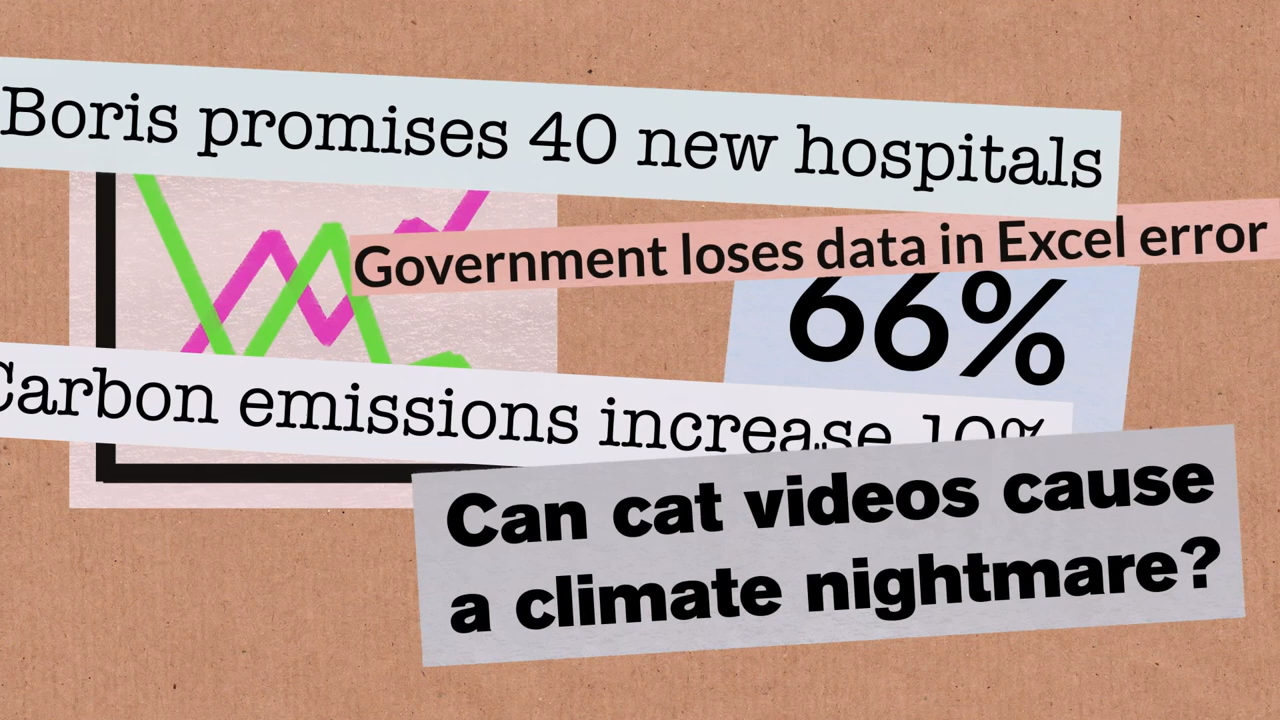 Boris promises 40 new hospitals
Government loses data in Excel error
66%
Carbon emissions increase 10%
Can cat videos cause
a climate nightmare?